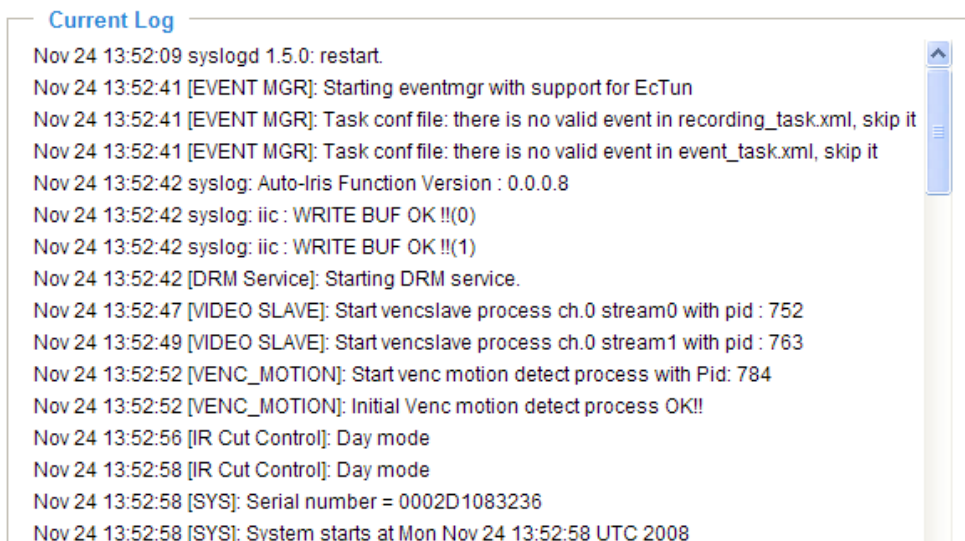 Current Log
Nov 24 13:52:09 syslogd 1.5.0: restart.
Nov 24 13:52:41 [EVENT MGR]: Starting eventmgr with support for EcTun
Nov 24 13:52:41 [EVENT MGR]: Task conf file: there is no valid event in recording_task.xml, skip it
Nov 24 13:52:41 [EVENT MGR]: Task conf file: there is no valid event in event_task.xml, skip it
Nov 24 13:52:42 syslog: Auto-Iris Function Version : 0.0.0.8
Nov 24 13:52:42 syslog: iic : WRITE BUF OK !!(0)
Nov 24 13:52:42 syslog: iic : WRITE BUF OK !!(1)
Nov 24 13:52:42 [DRM Service]: Starting DRM service.
Nov 24 13:52:47 [VIDEO SLAVE]: Start vencslave process ch.0 stream0 with pid : 752
Nov 24 13:52:49 [VIDEO SLAVE]: Start vencslave process ch.0 stream1 with pid : 763
Nov 24 13:52:52 [VENC_MOTION]: Start venc motion detect process with Pid: 784
Nov 24 13:52:52 [VENC_MOTION]: Initial Venc motion detect process OK!!
Nov 24 13:52:56 [IR Cut Control]: Day mode
Nov 24 13:52:58 [IR Cut Control]: Day mode
Nov 24 13:52:58 [SYS]: Serial number = 0002D1083236
Nov 24 13:52:58 [SYS]: System starts at Mon Nov 24 13:52:58 UTC 2008